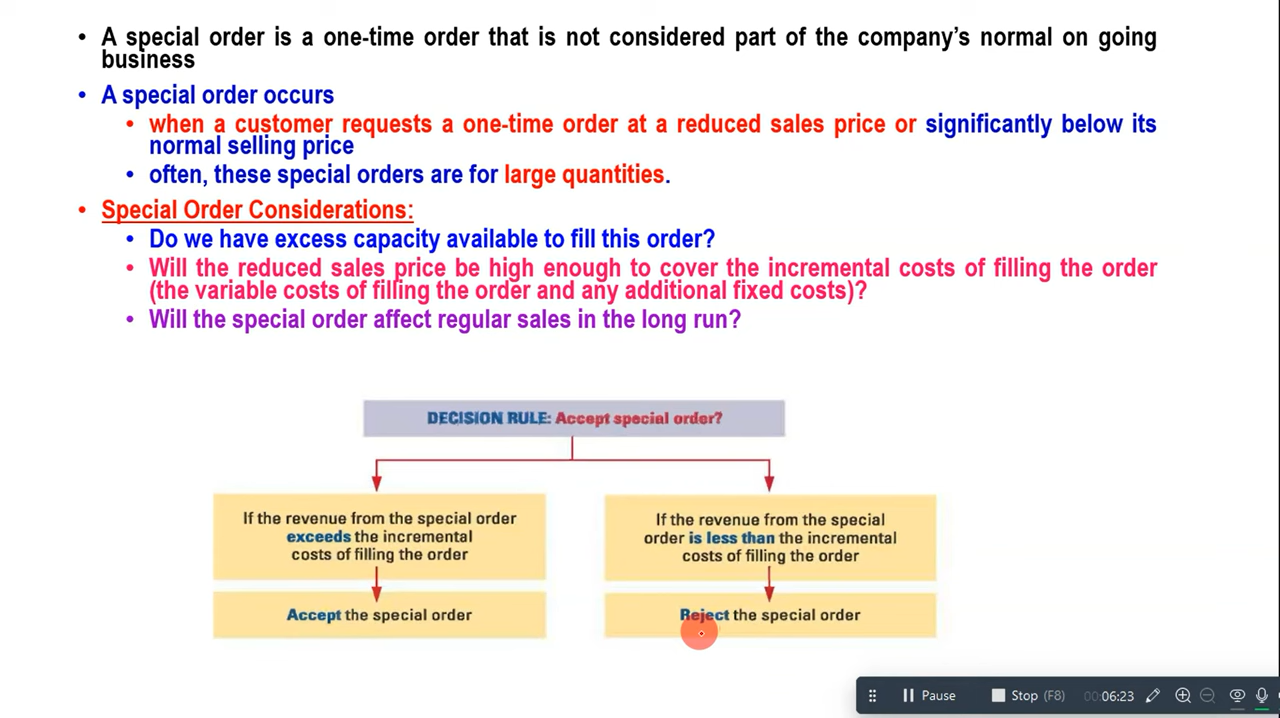 • A special order is a one-time order that is not considered part of the company's normal on going
business
• A special order occurs
• when a customer requests a one-time order at a reduced sales price or significantly below its
normal selling price
• often, these special orders are for large quantities.
• Special Order Considerations:
• Do we have excess capacity available to fill this order?
• Will the reduced sales price be high enough to cover the incremental costs of filling the order
(the variable costs of filling the order and any additional fixed costs)?
• Will the special order affect regular sales in the long run?
DECISION RULE: Accept special order?
If the revenue from the special order
exceeds the incremental
costs of filling the order
Accept the special order
If the revenue from the special
order is less than the incremental
costs of filling the order
Reject the special order
Pause Stop (F8) 00:06:23